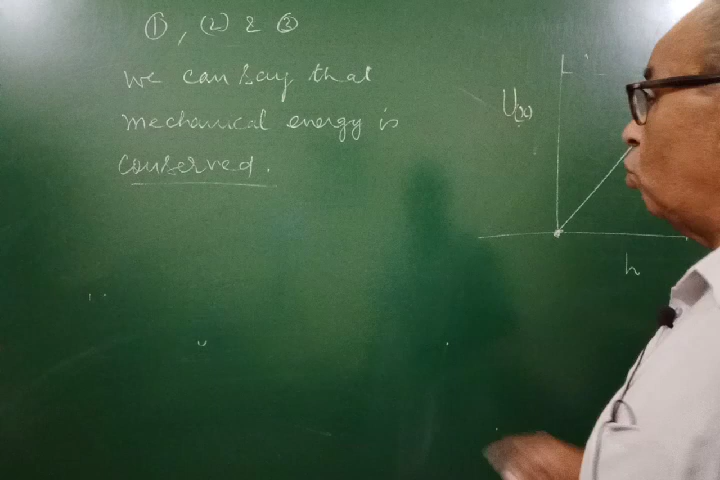 ①, (2) & ③
We can say that
mechanical energy is
conserved.
U(x)
h